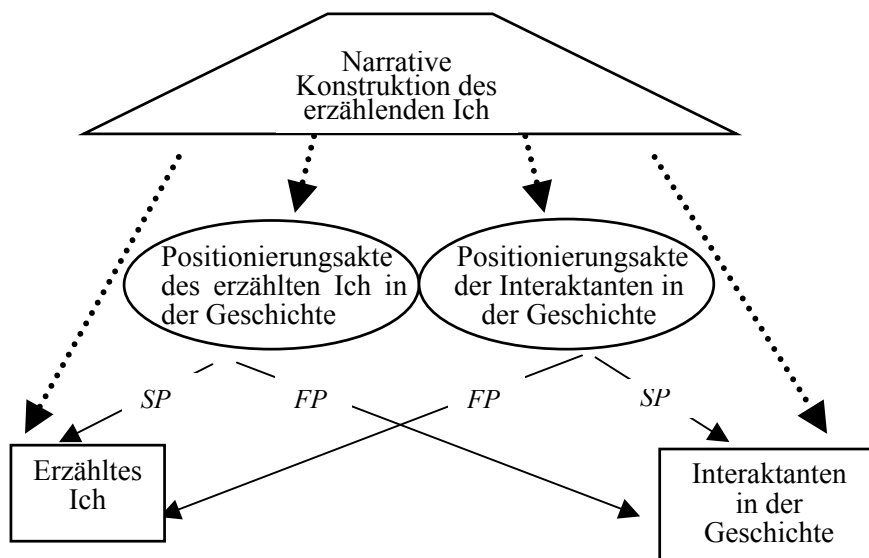 Narrative
Konstruktion des
erzählenden Ich
Positionierungsakte
des erzählten Ich in
der Geschichte
Positionierungsakte
der Interaktanten in
der Geschichte
SP
FP
FP
SP
Erzähltes
Ich
Interaktanten
in der
Geschichte